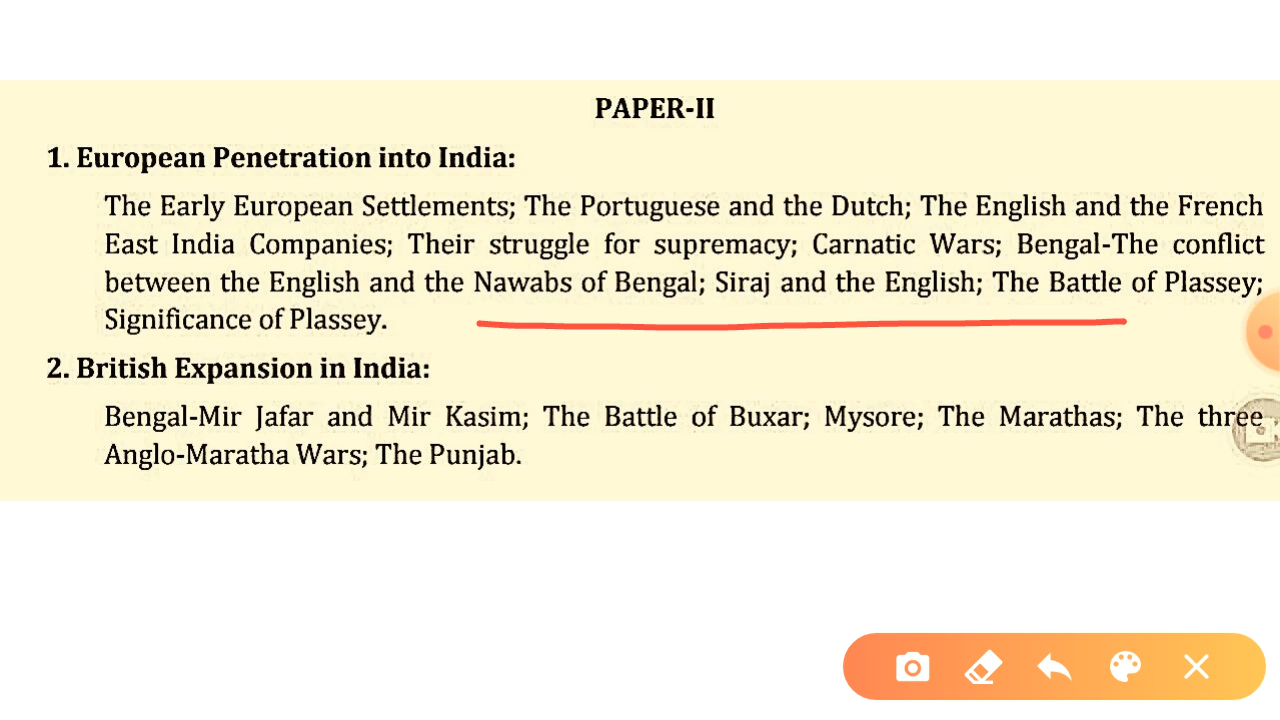 PAPER-II
1. European Penetration into India:
The Early European Settlements; The Portuguese and the Dutch; The English and the French
East India Companies; Their struggle for supremacy; Carnatic Wars; Bengal-The conflict
between the English and the Nawabs of Bengal; Siraj and the English; The Battle of Plassey;
Significance of Plassey.
2. British Expansion in India:
Bengal-Mir Jafar and Mir Kasim; The Battle of Buxar; Mysore; The Marathas; The three
Anglo-Maratha Wars; The Punjab.